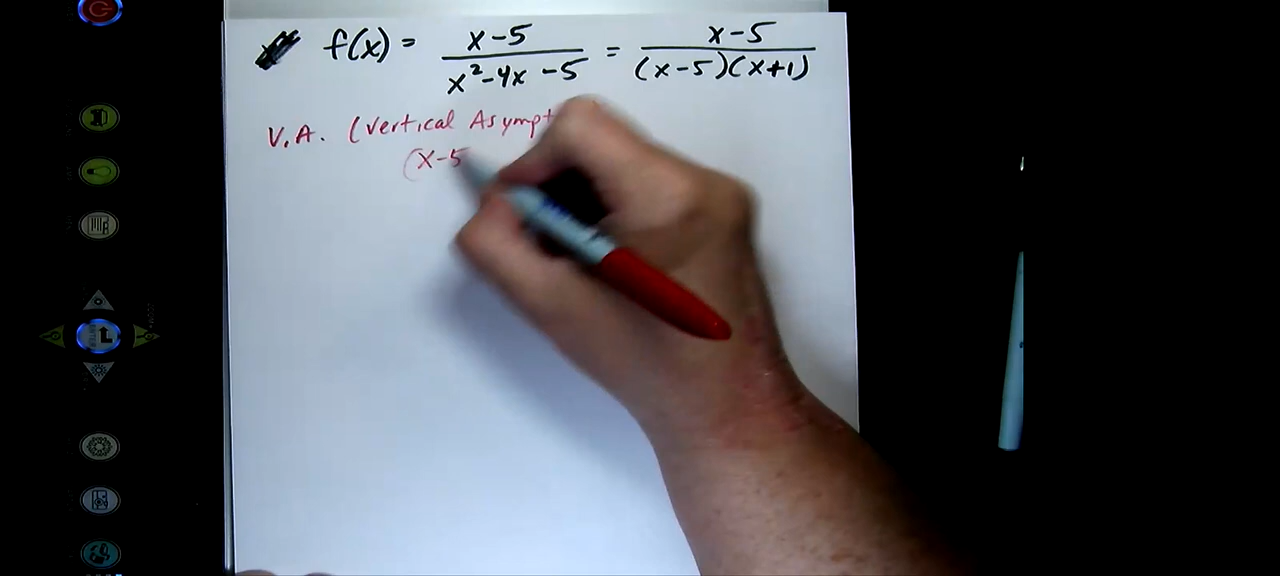 f(x) = x-5 / x²-4x-5 = x-5 / (x-5)(x+1)
V.A. (Vertical Asympt
(x-5